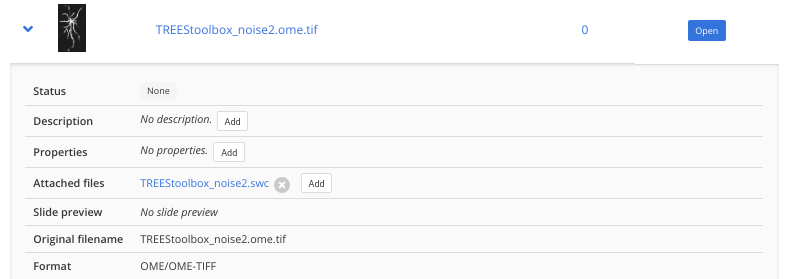 TREEStoolbox_noise2.ome.tif 0 Open
Status None
Description No description. Add
Properties No properties. Add
Attached files TREEStoolbox_noise2.swc Add
Slide preview No slide preview
Original filename TREEStoolbox_noise2.ome.tif
Format OME/OME-TIFF